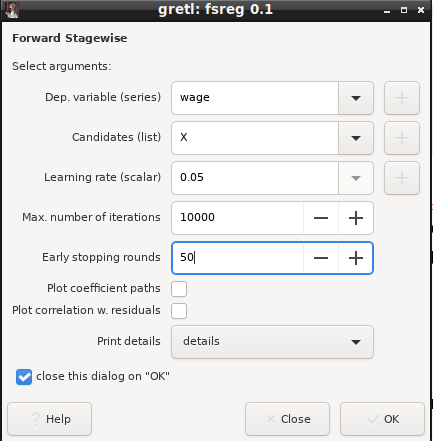 gretl: fsreg 0.1
Forward Stagewise
Select arguments:
Dep. variable (series) wage
Candidates (list) X
Learning rate (scalar) 0.05
Max. number of iterations 10000
Early stopping rounds 50
Plot coefficient paths
Plot correlation w. residuals
Print details details
close this dialog on "OK"
Help Close OK